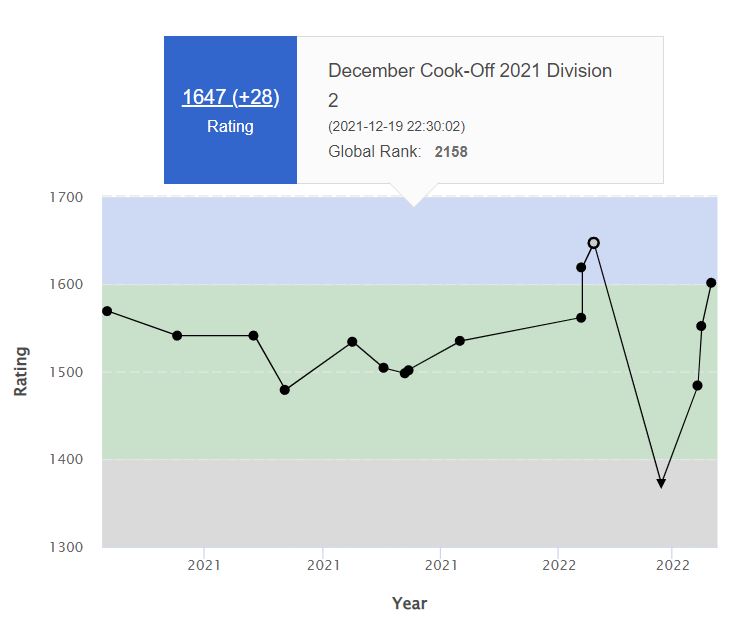 1647 (+28)
Rating
December Cook-Off 2021 Division
2
(2021-12-19 22:30:02)
Global Rank: 2158
1700
1600
1500
1400
1300
Rating
2021
2021
2021
2022
2022
Year